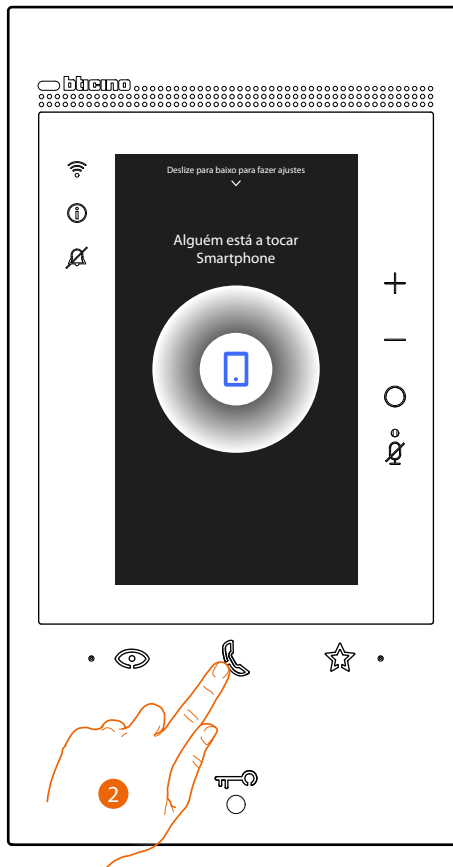 bticino
Deslize para baixo para fazer ajustes
Alguém está a tocar
Smartphone
2